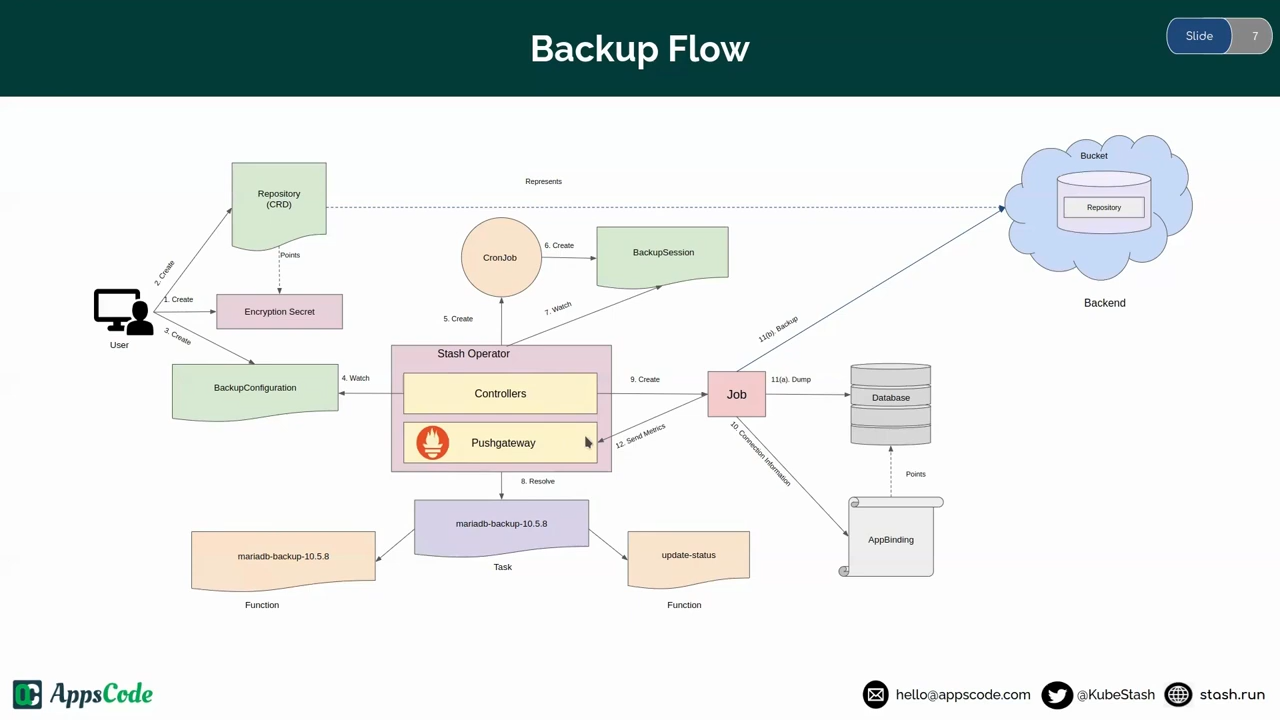 Backup Flow
Slide 7
Bucket
Repository
Backend
Repository
(CRD)
Represents
Points
2. Create
1. Create
3. Create
User
Encryption Secret
BackupConfiguration
4. Watch
CronJob
6. Create
BackupSession
5. Create
7. Watch
Stash Operator
Controllers
Pushgateway
9. Create
Job
11(a). Dump
11(b). Backup
Database
12. Send Metrics
10. Connection Information
Points
AppBinding
8. Resolve
mariadb-backup-10.5.8
Task
mariadb-backup-10.5.8
Function
update-status
Function
AppsCode
hello@appscode.com
@KubeStash
stash.run